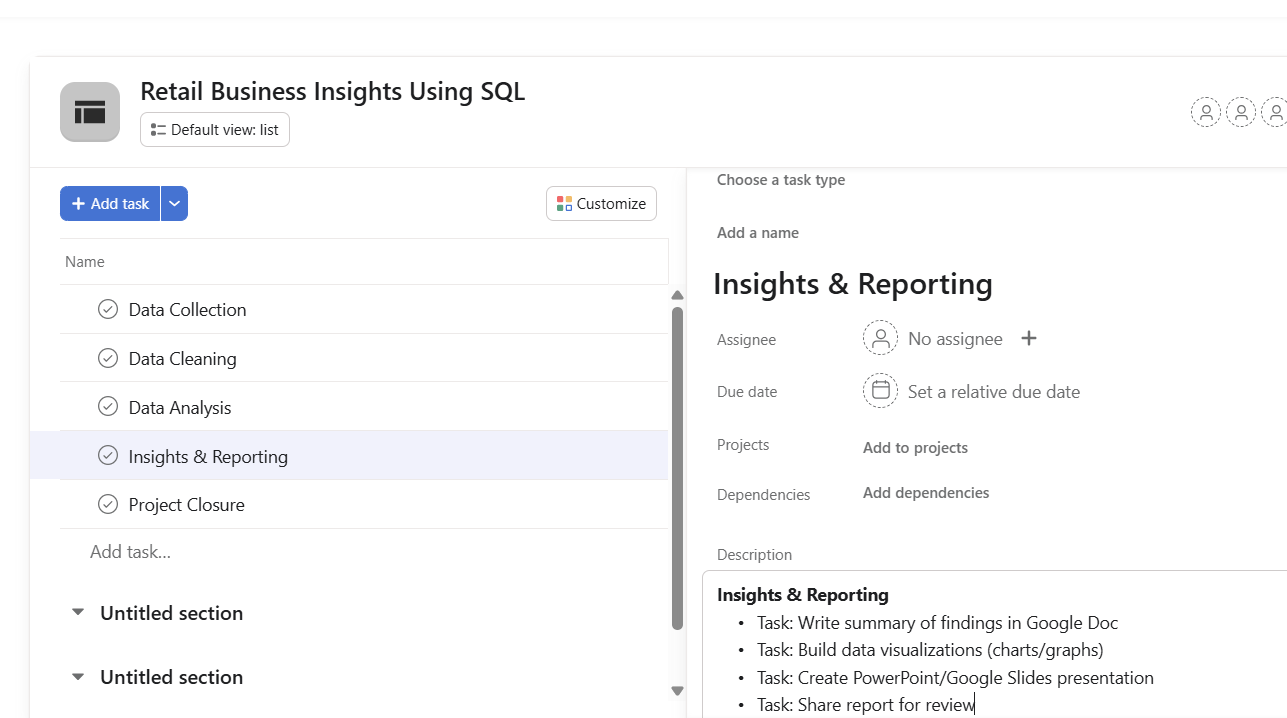 Retail Business Insights Using SQL
Default view: list
Add task
Customize
Name
Data Collection
Data Cleaning
Data Analysis
Insights & Reporting
Project Closure
Add task...
Untitled section
Untitled section
Choose a task type
Add a name
Insights & Reporting
Assignee No assignee
Due date Set a relative due date
Projects Add to projects
Dependencies Add dependencies
Description
Insights & Reporting
• Task: Write summary of findings in Google Doc
• Task: Build data visualizations (charts/graphs)
• Task: Create PowerPoint/Google Slides presentation
• Task: Share report for review